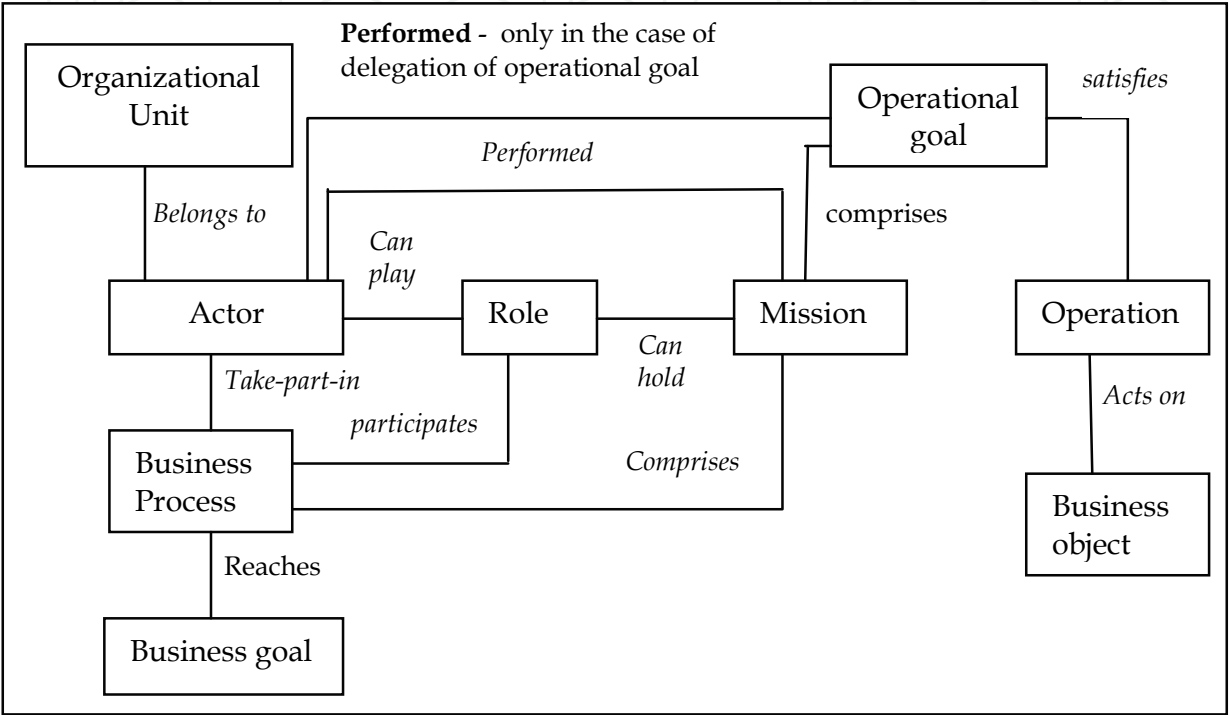 Performed - only in the case of
delegation of operational goal
Organizational
Unit
Operational
goal
satisfies
Performed
Belongs to
comprises
Can
play
Actor
Role
Mission
Operation
Can
hold
Take-part-in
Acts on
participates
Comprises
Business
Process
Business
object
Reaches
Business goal